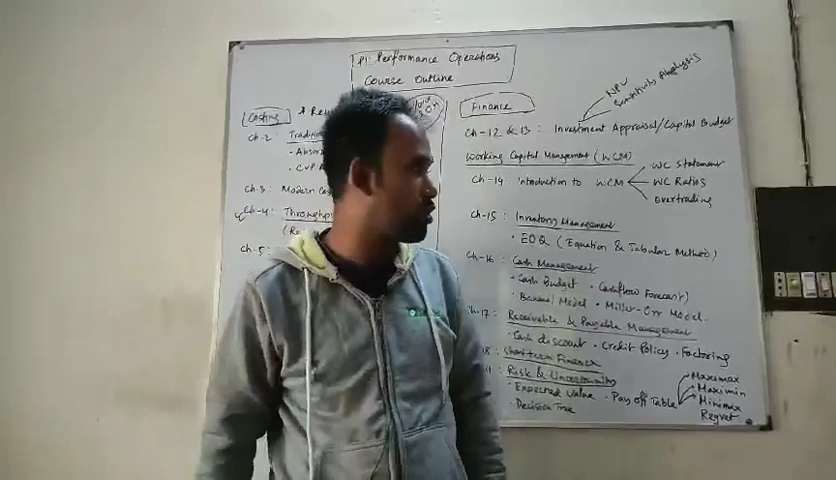 P1: Performance Operations
Course Outline
Costing
Ch-2
CVP A
Ch-3 Modern Cos
Ch-4 Throughp
Ch-5:
Finance
NPV
Sensitivity Analysis
Ch-12 & 13: Investment Appraisal/Capital Budget
Working Capital Management (WCM)
Ch-14 Introduction to WCM
WC Statement
WC Ratios
Overtrading
Ch-15: Inventory Management
• EOQ (Equation & Tabular Method)
Ch-16: Cash Management
• Cash Budget • Cashflow Forecast)
• Baumol Model • Miller-Orr Model.
Ch-17: Receivable & Payable Management
• Cash discount • Credit Policy • Factoring
18 Short term Finance
Risk & Uncertainty
• Expected Value • Pay off Table
Maximax
Maximin
Minimax
Regret
• Decision Tree